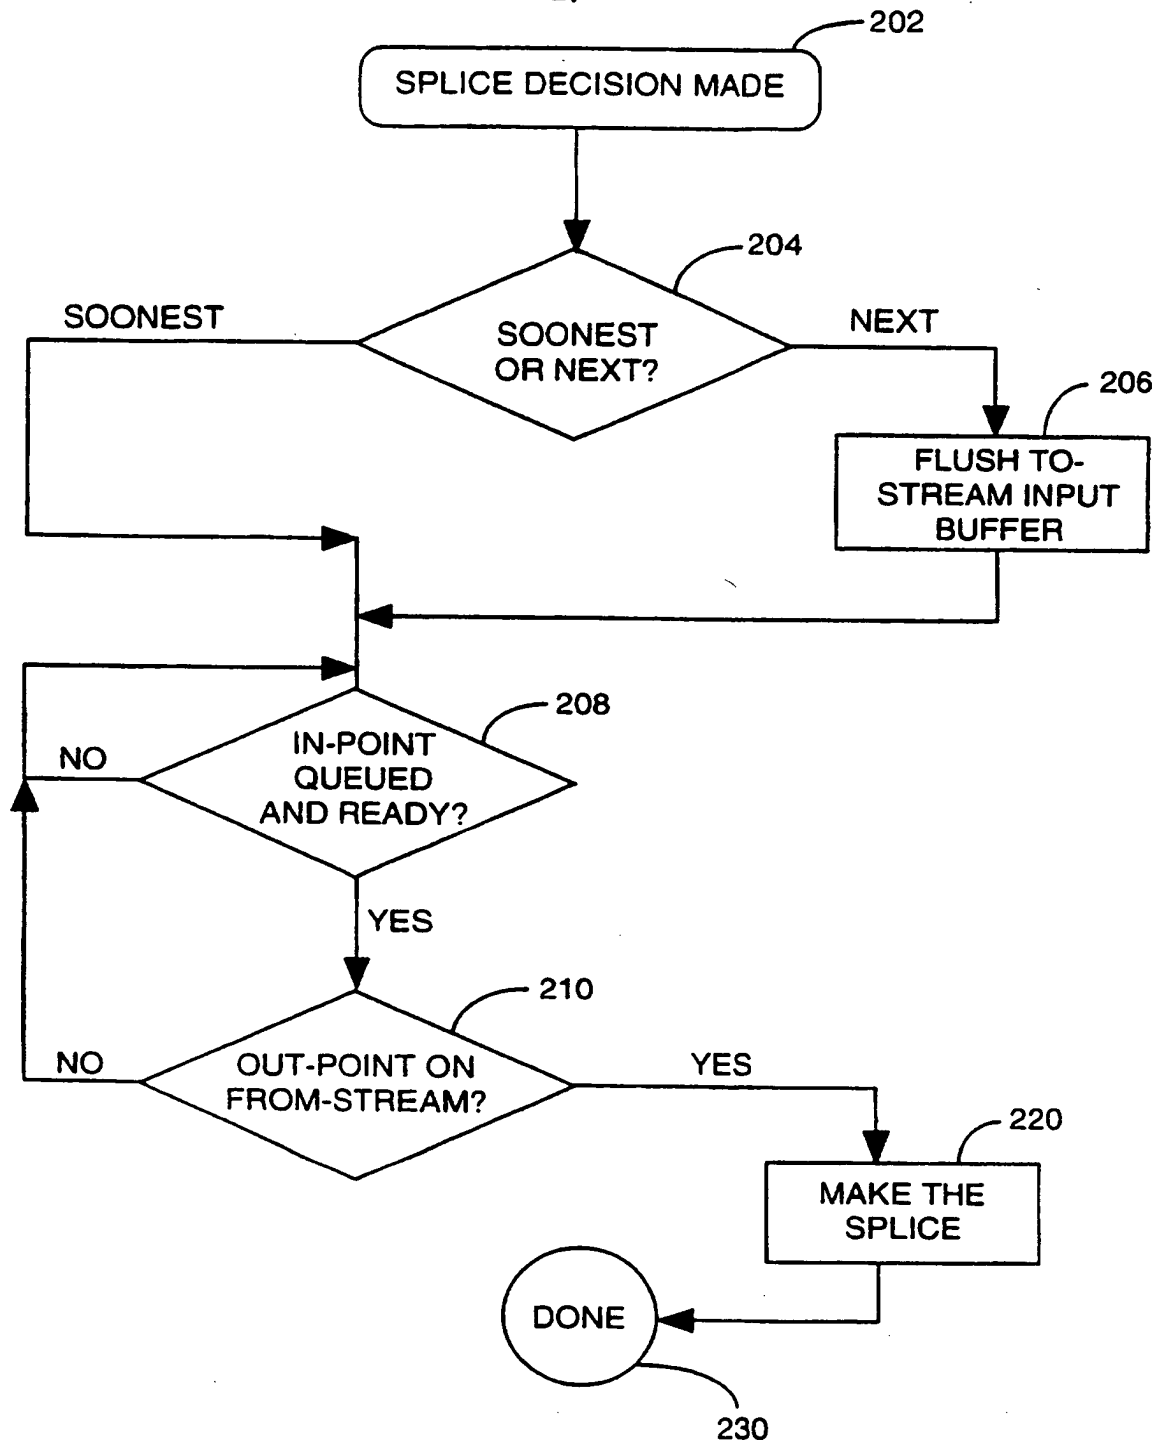 202
SPLICE DECISION MADE
204
SOONEST
NEXT
SOONEST
OR NEXT?
206
FLUSH TO-
STREAM INPUT
BUFFER
208
NO
IN-POINT
QUEUED
AND READY?
YES
210
NO
OUT-POINT ON
FROM-STREAM?
YES
220
MAKE THE
SPLICE
DONE
230